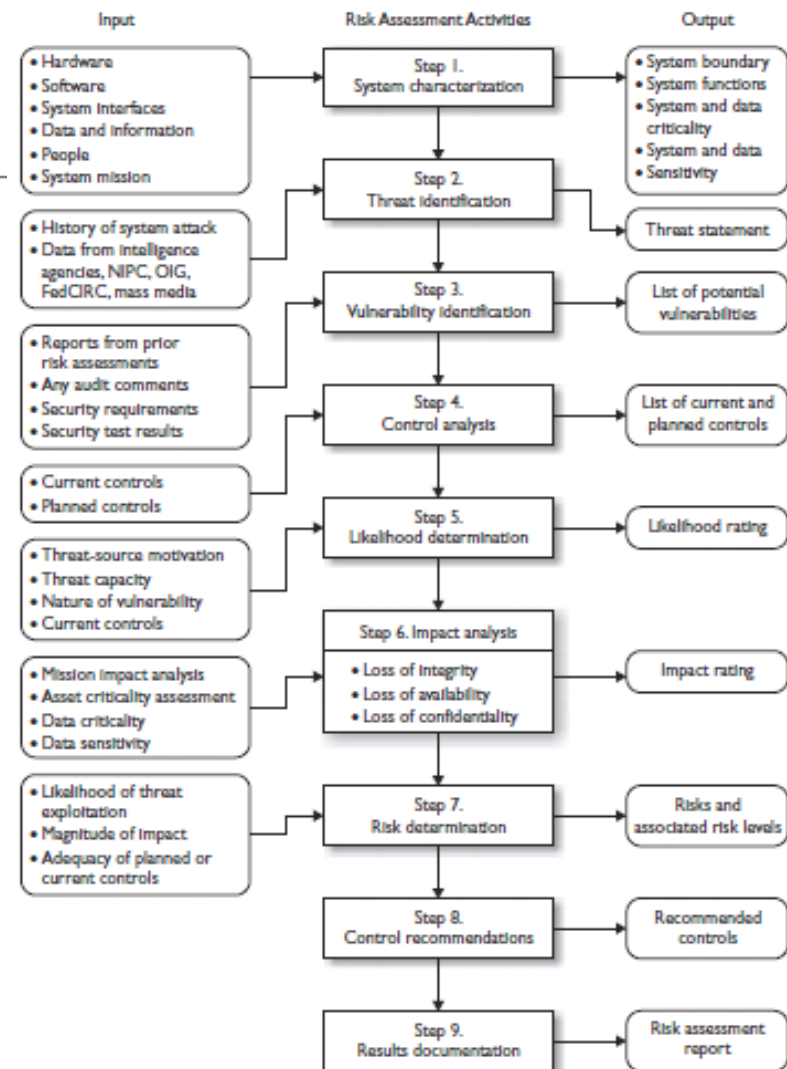 Input
Risk Assessment Activities
Output
• Hardware
• Software
• System interfaces
• Data and information
• People
• System mission
Step 1.
System characterization
• System boundary
• System functions
• System and data
criticality
• System and data
• Sensitivity
• History of system attack
• Data from intelligence
agencies, NIPC, OIG,
FedCIRC, mass media
Step 2.
Threat identification
Threat statement
• Reports from prior
risk assessments
• Any audit comments
• Security requirements
• Security test results
Step 3.
Vulnerability identification
List of potential
vulnerabilities
• Current controls
• Planned controls
Step 4.
Control analysis
List of current and
planned controls
• Threat-source motivation
• Threat capacity
• Nature of vulnerability
• Current controls
Step 5.
Likelihood determination
Likelihood rating
• Mission impact analysis
• Asset criticality assessment
• Data criticality
• Data sensitivity
Step 6. Impact analysis
• Loss of integrity
• Loss of availability
• Loss of confidentiality
Impact rating
• Likelihood of threat
exploitation
• Magnitude of impact
• Adequacy of planned or
current controls
Step 7.
Risk determination
Risks and
associated risk levels
Step 8.
Control recommendations
Recommended
controls
Step 9.
Results documentation
Risk assessment
report